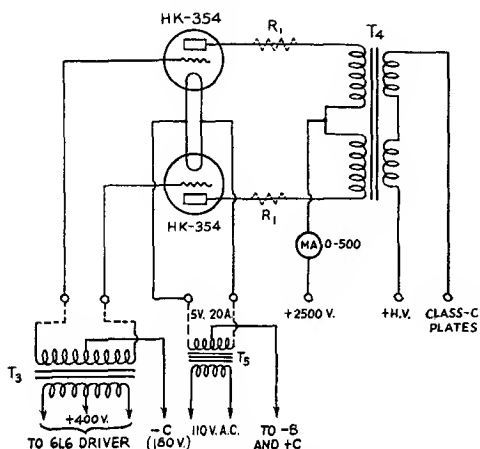 HK-354
R1
T4
HK-354
R1
MA 0-500
5V. 20A.
+2500 V.
+H.V.
CLASS-C
PLATES
T3
T5
+400 V.
-C
(150 V.)
110 V. A.C.
TO -B
AND +C
TO 6L6 DRIVER